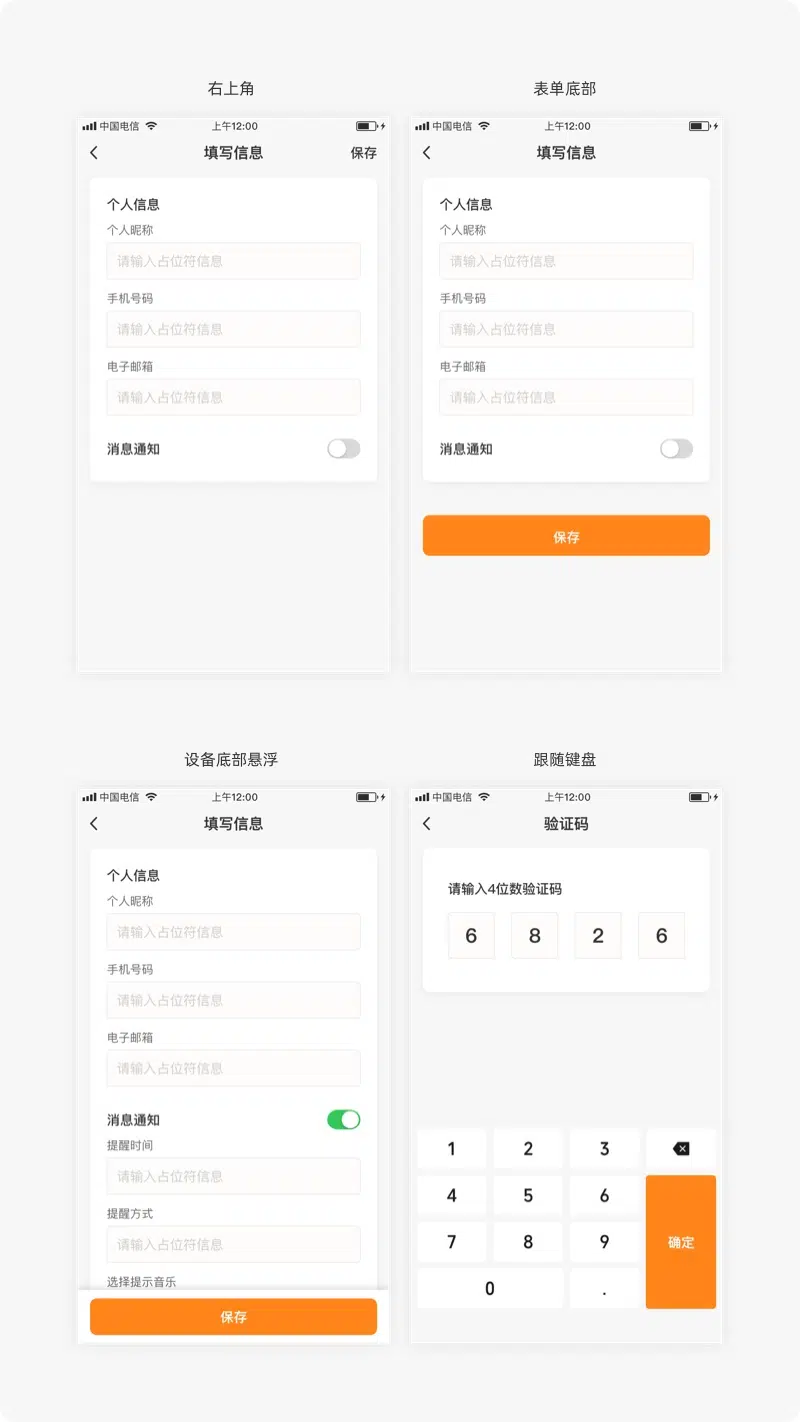 右上角
中国电信 上午12:00
填写信息 保存
个人信息
个人昵称
请输入占位符信息
手机号码
请输入占位符信息
电子邮箱
请输入占位符信息
消息通知
表单底部
中国电信 上午12:00
填写信息
个人信息
个人昵称
请输入占位符信息
手机号码
请输入占位符信息
电子邮箱
请输入占位符信息
消息通知
保存
设备底部悬浮
中国电信 上午12:00
填写信息
个人信息
个人昵称
请输入占位符信息
手机号码
请输入占位符信息
电子邮箱
请输入占位符信息
消息通知
提醒时间
请输入占位符信息
提醒方式
请输入占位符信息
选择提示音乐
保存
跟随键盘
中国电信 上午12:00
验证码
请输入4位数验证码
6 8 2 6
1 2 3
4 5 6
7 8 9 确定
0 .